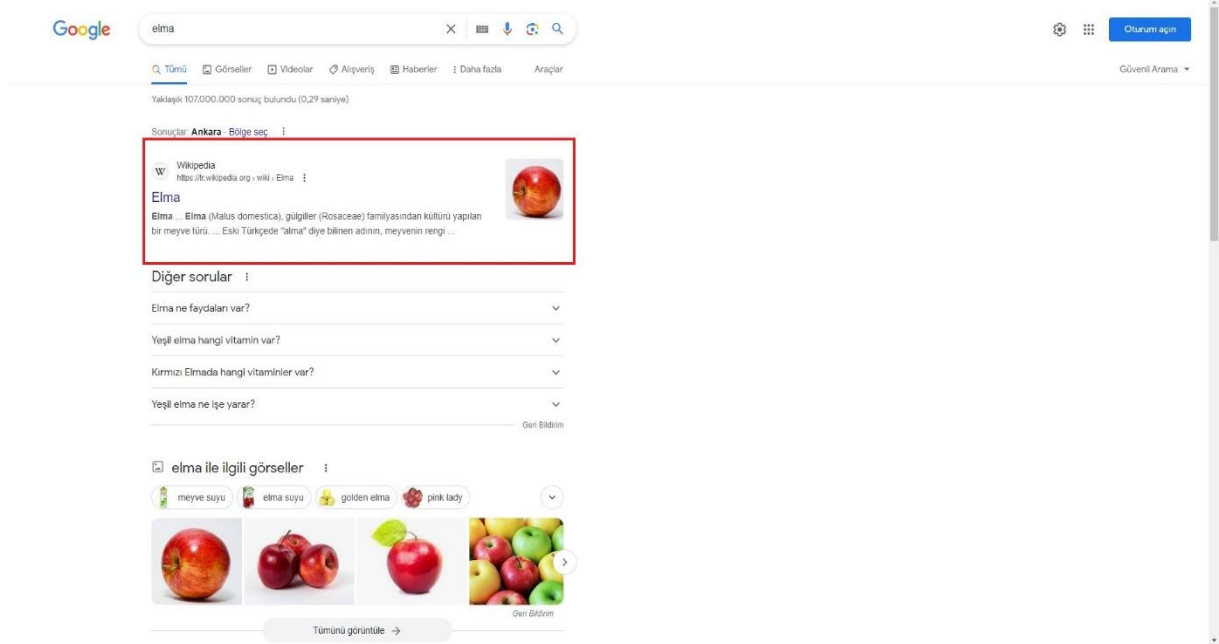 Google
elma
Oturum açın
Tümü Görseller Videolar Alışveriş Haberler Daha fazla Araçlar
Güvenli Arama
Yaklaşık 107.000.000 sonuç bulundu (0,29 saniye)
Sonuçlar: Ankara · Bölge seç
W Wikipedia
https://tr.wikipedia.org › wiki › Elma
Elma
Elma ... Elma (Malus domestica), gülgiller (Rosaceae) familyasından kültürü yapılan
bir meyve türü. ... Eski Türkçede "alma" diye bilinen adının, meyvenin rengi ...
Diğer sorular
Elma ne faydaları var?
Yeşil elma hangi vitamin var?
Kırmızı Elmada hangi vitaminler var?
Yeşil elma ne işe yarar?
Geri Bildirim
elma ile ilgili görseller
meyve suyu elma suyu golden elma pink lady
Geri Bildirim
Tümünü görüntüle